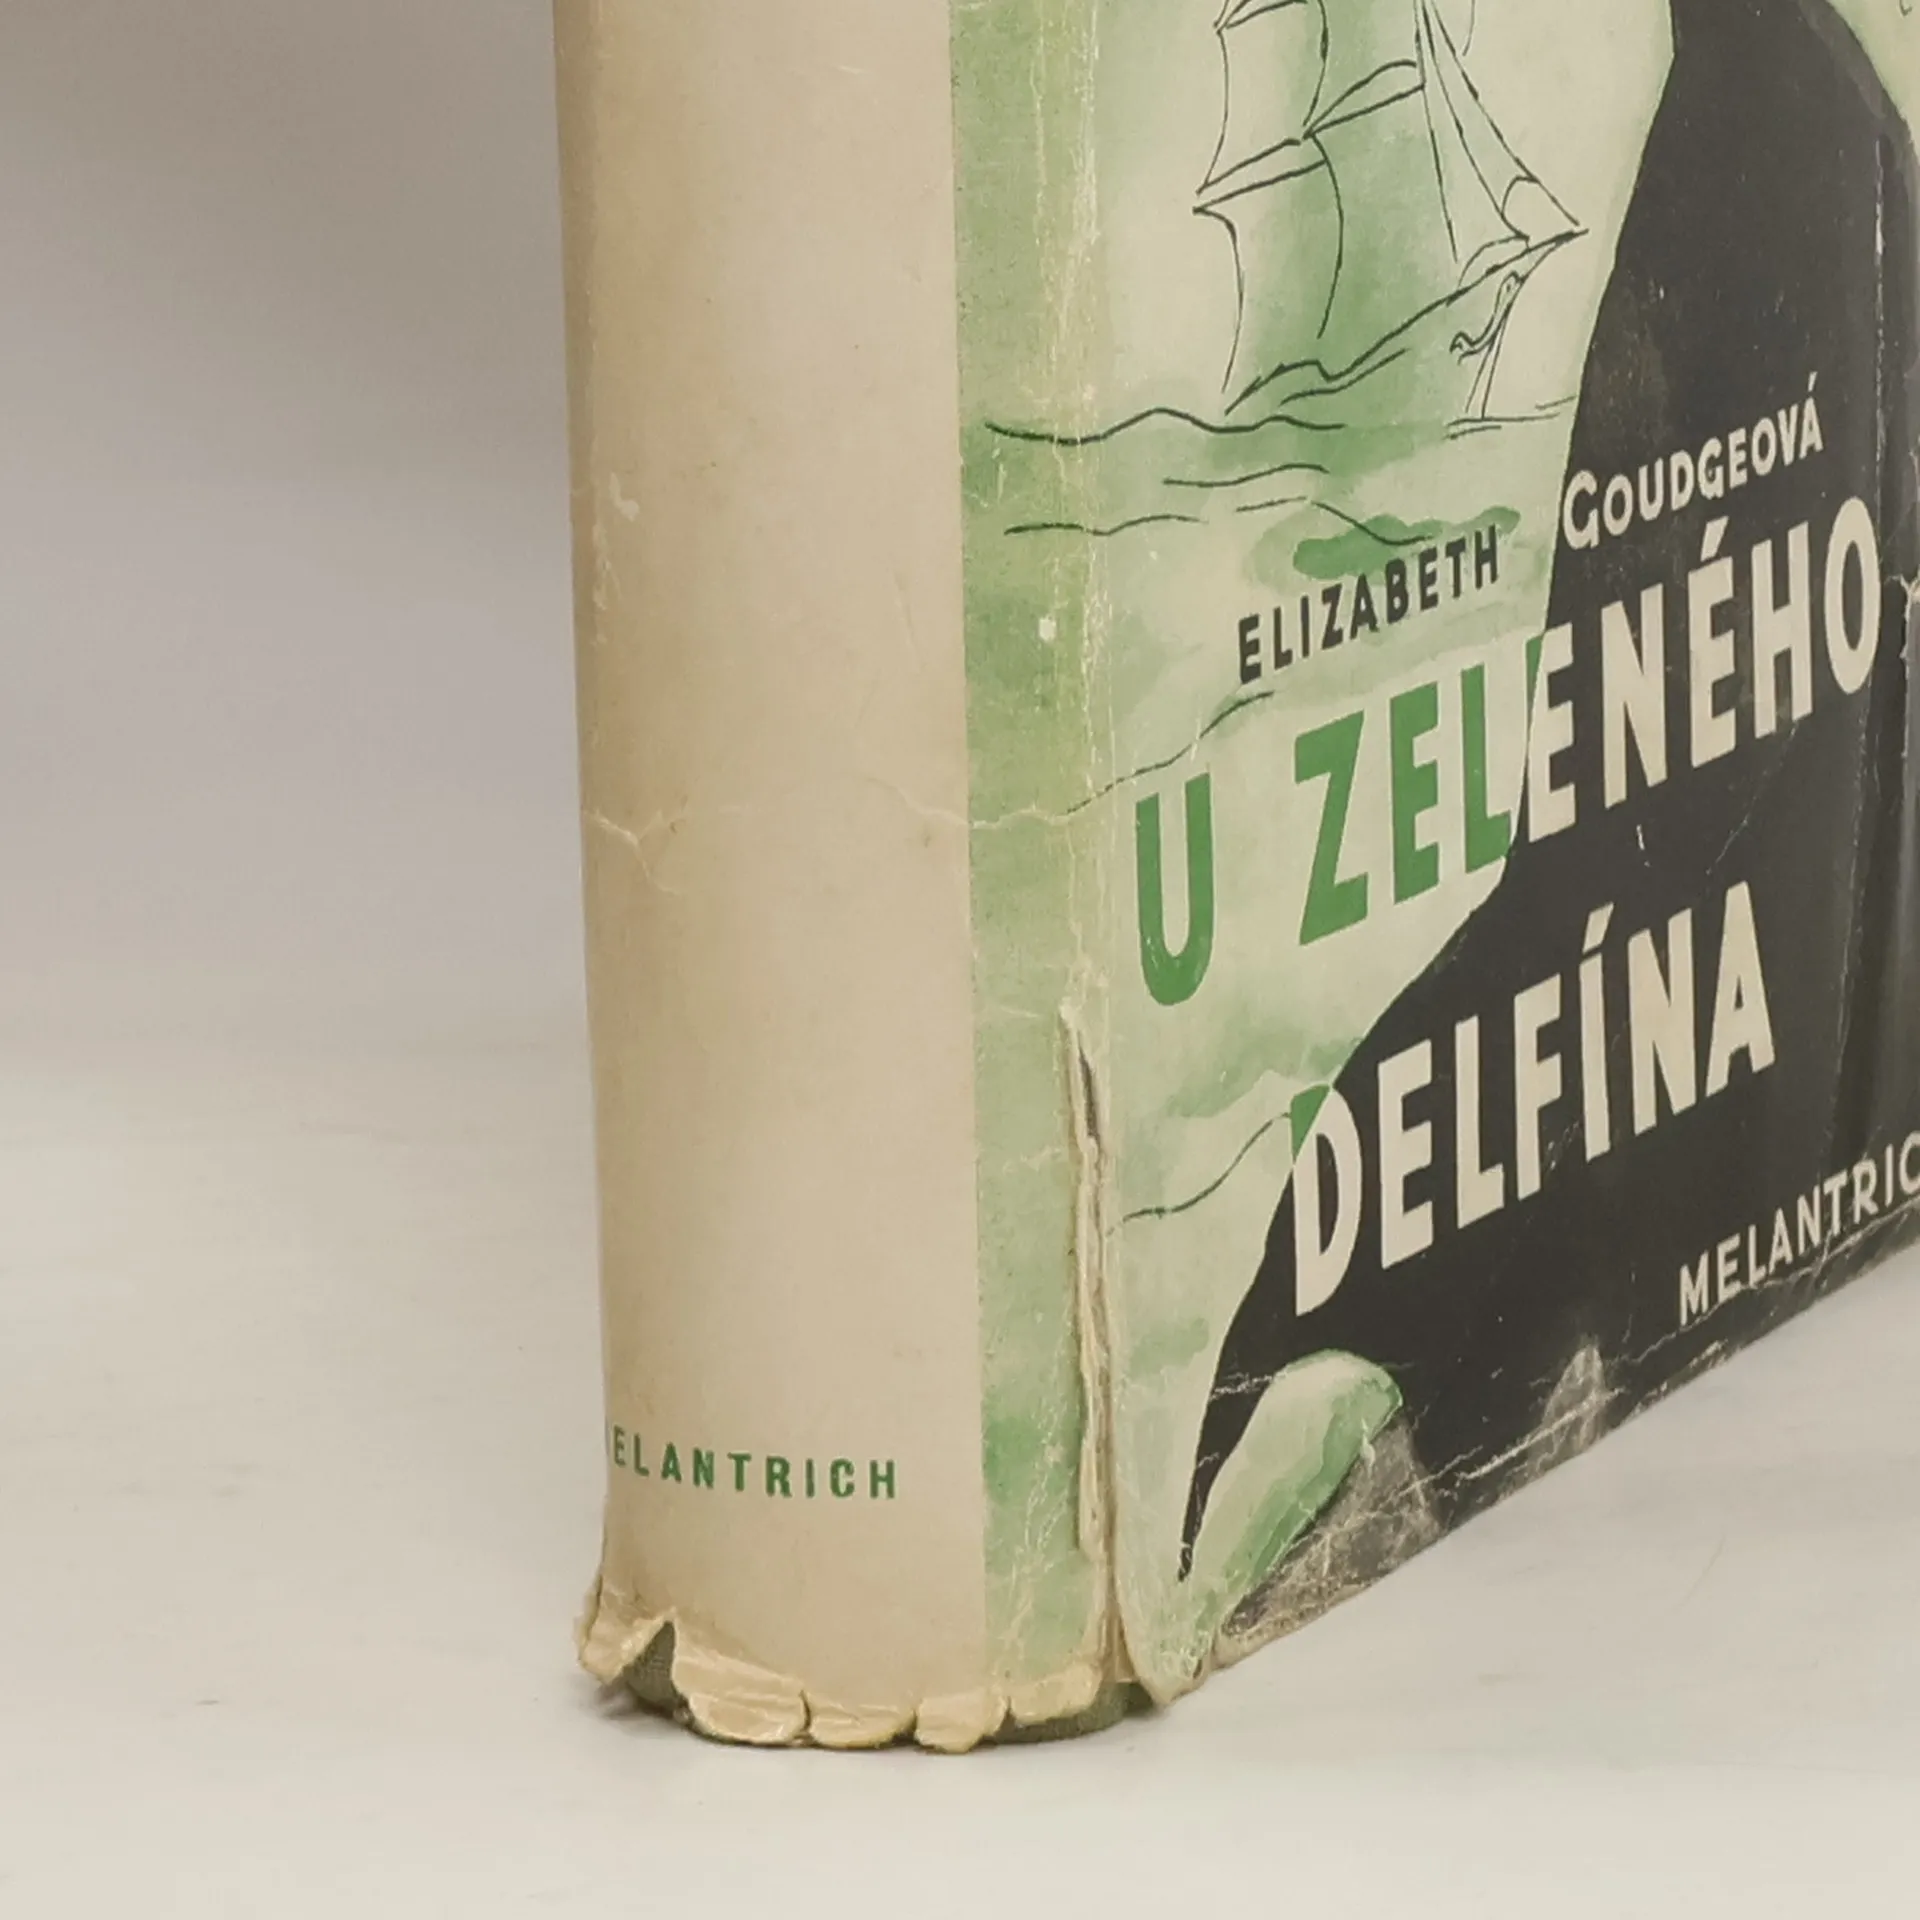 ELIZABETH GOUDGEOVÁ
U ZELENÉHO
DELFÍNA
MELANTRIC
ELANTRICH